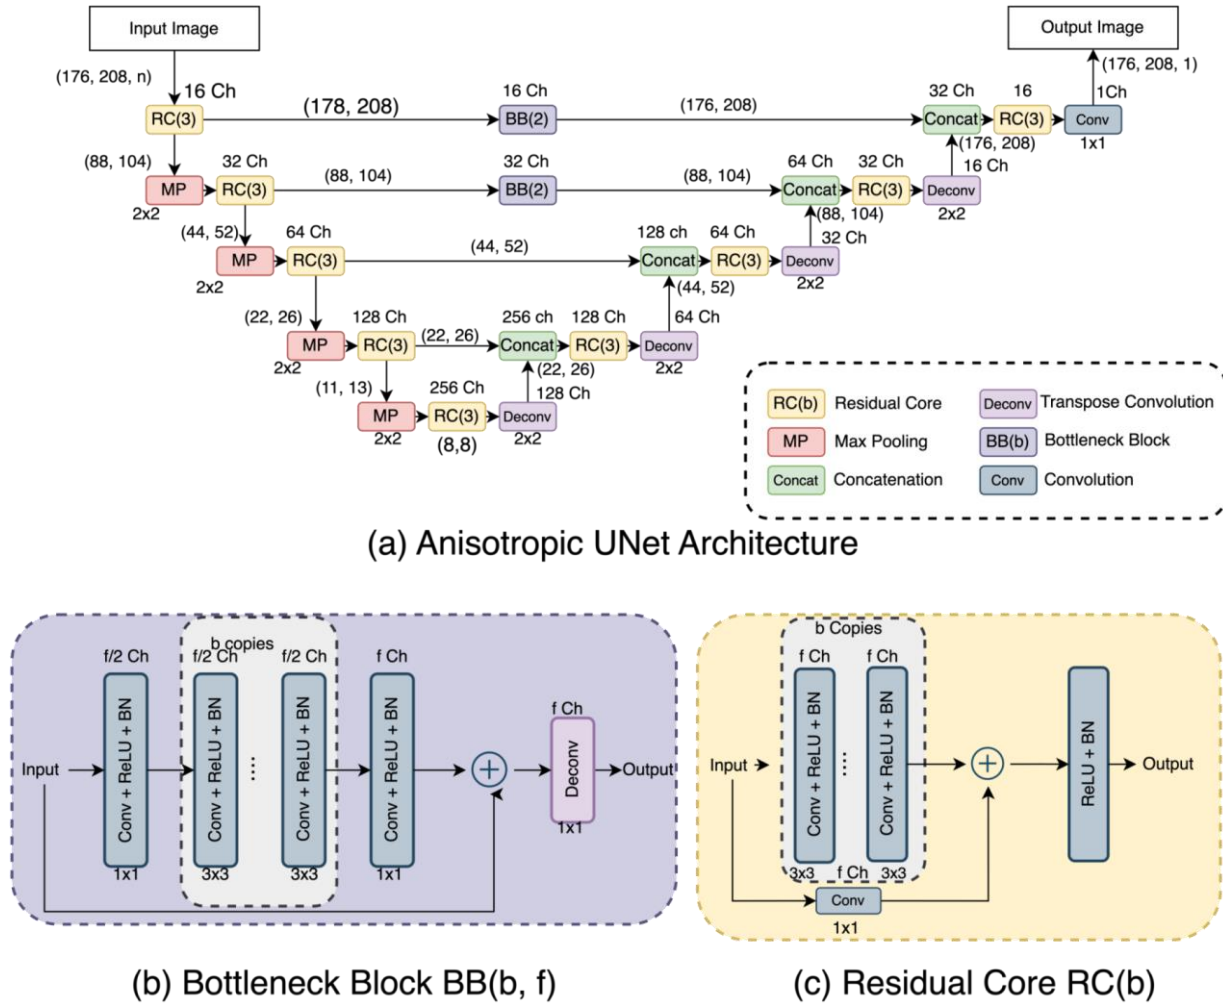 Input Image
Output Image
(176, 208, n)
(176, 208, 1)
16 Ch
(178, 208)
16 Ch
(176, 208)
32 Ch
16
1Ch
RC(3)
BB(2)
Concat
RC(3)
Conv
(176, 208)
1x1
(88, 104)
32 Ch
(88, 104)
32 Ch
(88, 104)
64 Ch
32 Ch
16 Ch
MP
RC(3)
BB(2)
Concat
RC(3)
Deconv
2x2
(88, 104)
2x2
(44, 52)
64 Ch
(44, 52)
128 ch
64 Ch
32 Ch
MP
RC(3)
Concat
RC(3)
Deconv
2x2
(44, 52)
2x2
(22, 26)
128 Ch
(22, 26)
256 ch
128 Ch
64 Ch
MP
RC(3)
Concat
RC(3)
Deconv
2x2
(22, 26)
2x2
(11, 13)
256 Ch
128 Ch
MP
RC(3)
Deconv
2x2
(8,8)
2x2
RC(b)
Residual Core
Deconv
Transpose Convolution
MP
Max Pooling
BB(b)
Bottleneck Block
Concat
Concatenation
Conv
Convolution
(a) Anisotropic UNet Architecture
b copies
f/2 Ch
f/2 Ch
f/2 Ch
f Ch
f Ch
Input
Conv + ReLU + BN
Conv + ReLU + BN
....
Conv + ReLU + BN
Conv + ReLU + BN
Deconv
Output
1x1
3x3
3x3
1x1
1x1
(b) Bottleneck Block BB(b, f)
b Copies
f Ch
f Ch
Input
Conv + ReLU + BN
....
Conv + ReLU + BN
ReLU + BN
Output
3x3
f Ch
3x3
Conv
1x1
(c) Residual Core RC(b)